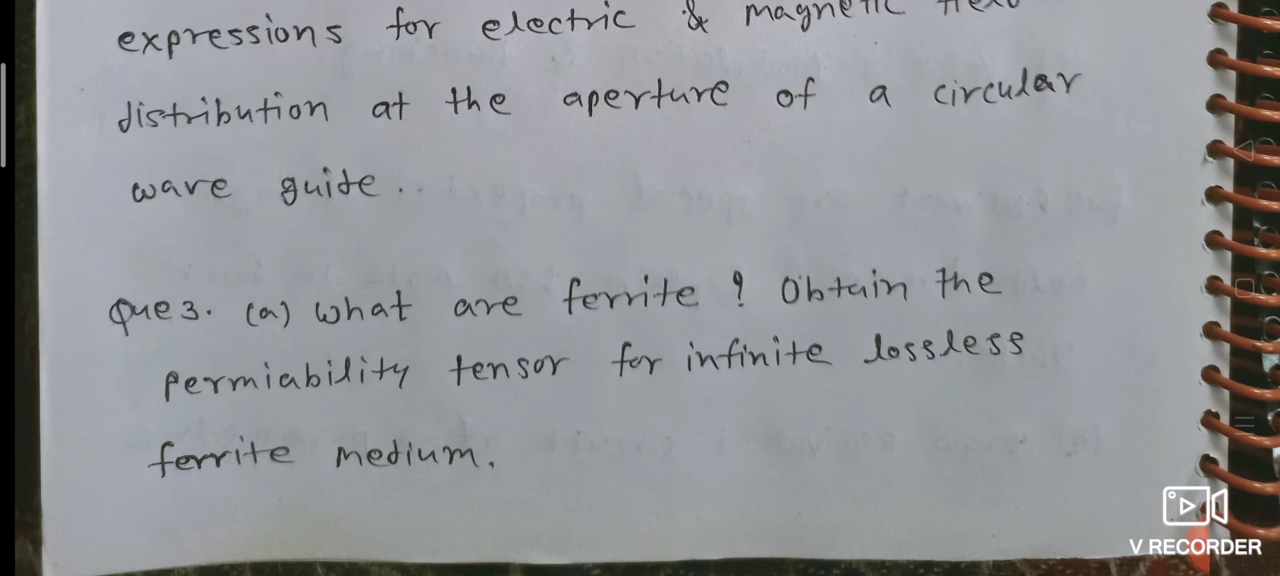 expressions for electric & magnetic field
distribution at the aperture of a circular
wave guide..
Que 3. (a) What are ferrite ? Obtain the
permiability tensor for infinite lossless
ferrite medium.
V RECORDER